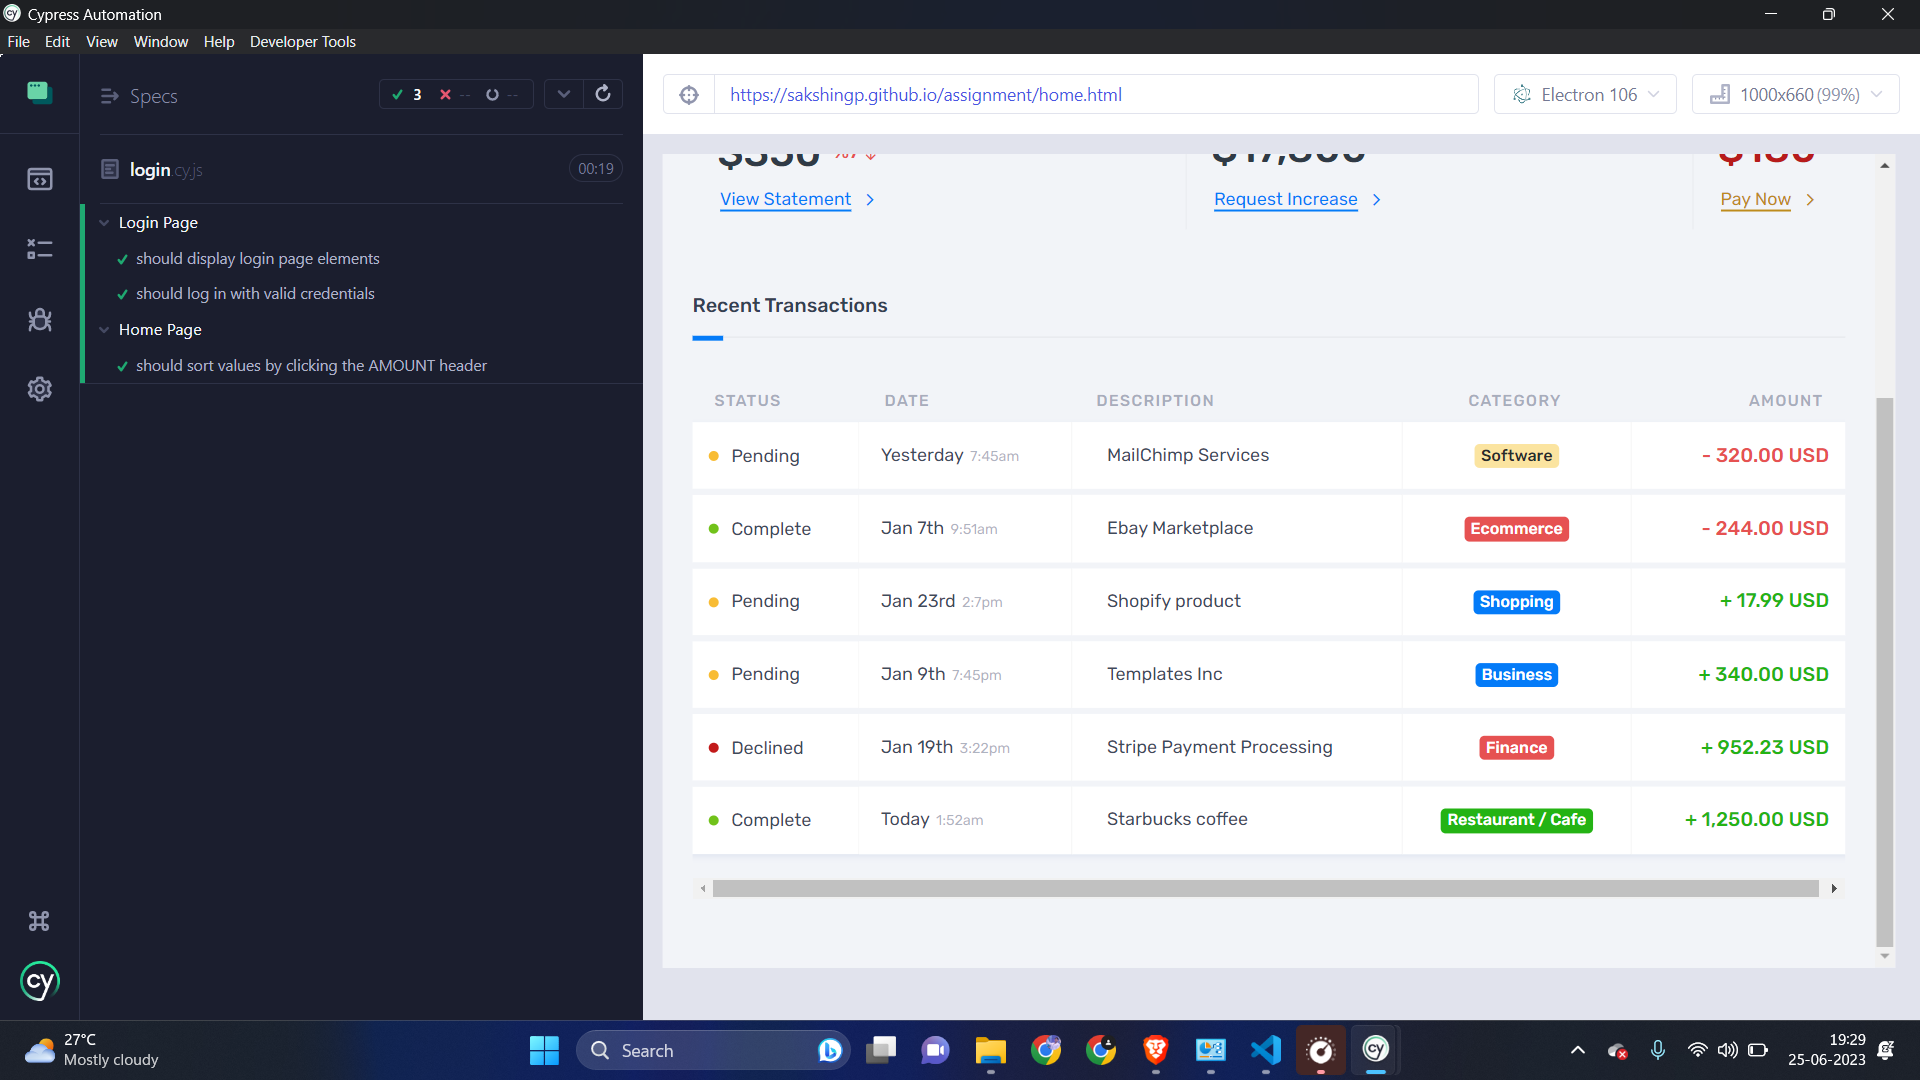 Cypress Automation
File Edit View Window Help Developer Tools
Specs
3 -- --
login cy.js
00:19
Login Page
should display login page elements
should log in with valid credentials
Home Page
should sort values by clicking the AMOUNT header
cy
https://sakshingp.github.io/assignment/home.html
Electron 106
1000x660 (99%)
View Statement
Request Increase
Pay Now
Recent Transactions
STATUS DATE DESCRIPTION CATEGORY AMOUNT
Pending Yesterday 7:45am MailChimp Services Software - 320.00 USD
Complete Jan 7th 9:51am Ebay Marketplace Ecommerce - 244.00 USD
Pending Jan 23rd 2:7pm Shopify product Shopping + 17.99 USD
Pending Jan 9th 7:45pm Templates Inc Business + 340.00 USD
Declined Jan 19th 3:22pm Stripe Payment Processing Finance + 952.23 USD
Complete Today 1:52am Starbucks coffee Restaurant / Cafe + 1,250.00 USD
27°C
Mostly cloudy
Search
19:29
25-06-2023